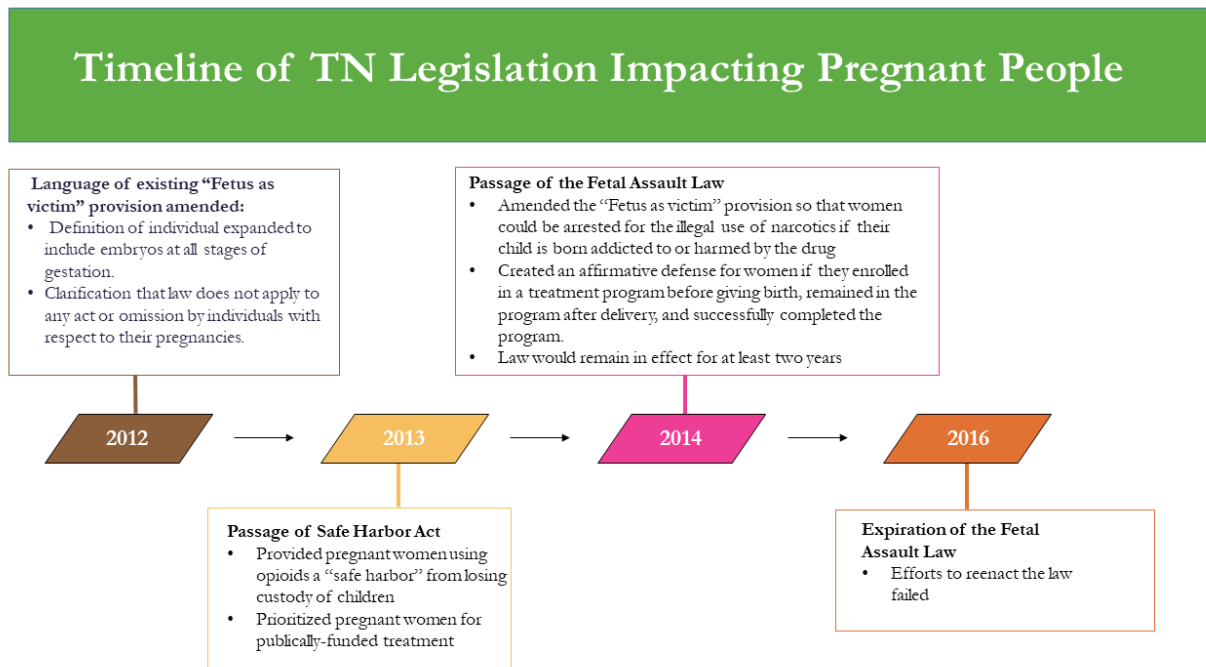 Timeline of TN Legislation Impacting Pregnant People
Language of existing “Fetus as
victim” provision amended:
• Definition of individual expanded to
include embryos at all stages of
gestation.
• Clarification that law does not apply to
any act or omission by individuals with
respect to their pregnancies.
Passage of the Fetal Assault Law
• Amended the “Fetus as victim” provision so that women
could be arrested for the illegal use of narcotics if their
child is born addicted to or harmed by the drug
• Created an affirmative defense for women if they enrolled
in a treatment program before giving birth, remained in the
program after delivery, and successfully completed the
program.
• Law would remain in effect for at least two years
2012
2013
2014
2016
Passage of Safe Harbor Act
• Provided pregnant women using
opioids a “safe harbor” from losing
custody of children
• Prioritized pregnant women for
publically-funded treatment
Expiration of the Fetal
Assault Law
• Efforts to reenact the law
failed